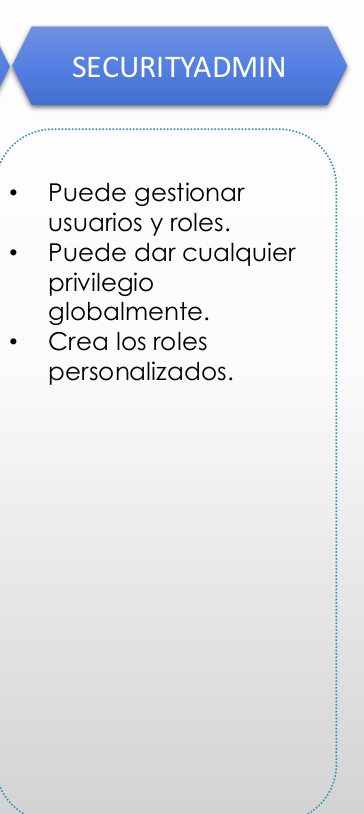 SECURITYADMIN
• Puede gestionar
usuarios y roles.
• Puede dar cualquier
privilegio
globalmente.
• Crea los roles
personalizados.